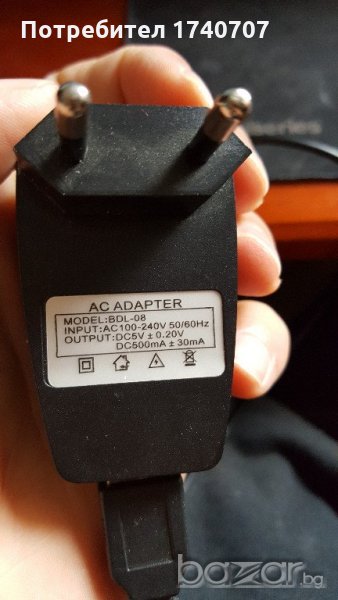 Потребител 1740707
series
AC ADAPTER
MODEL:BDL-08
INPUT:AC100-240V 50/60Hz
OUTPUT:DC5V ± 0.20V
DC500mA ± 30mA
bazar.bg